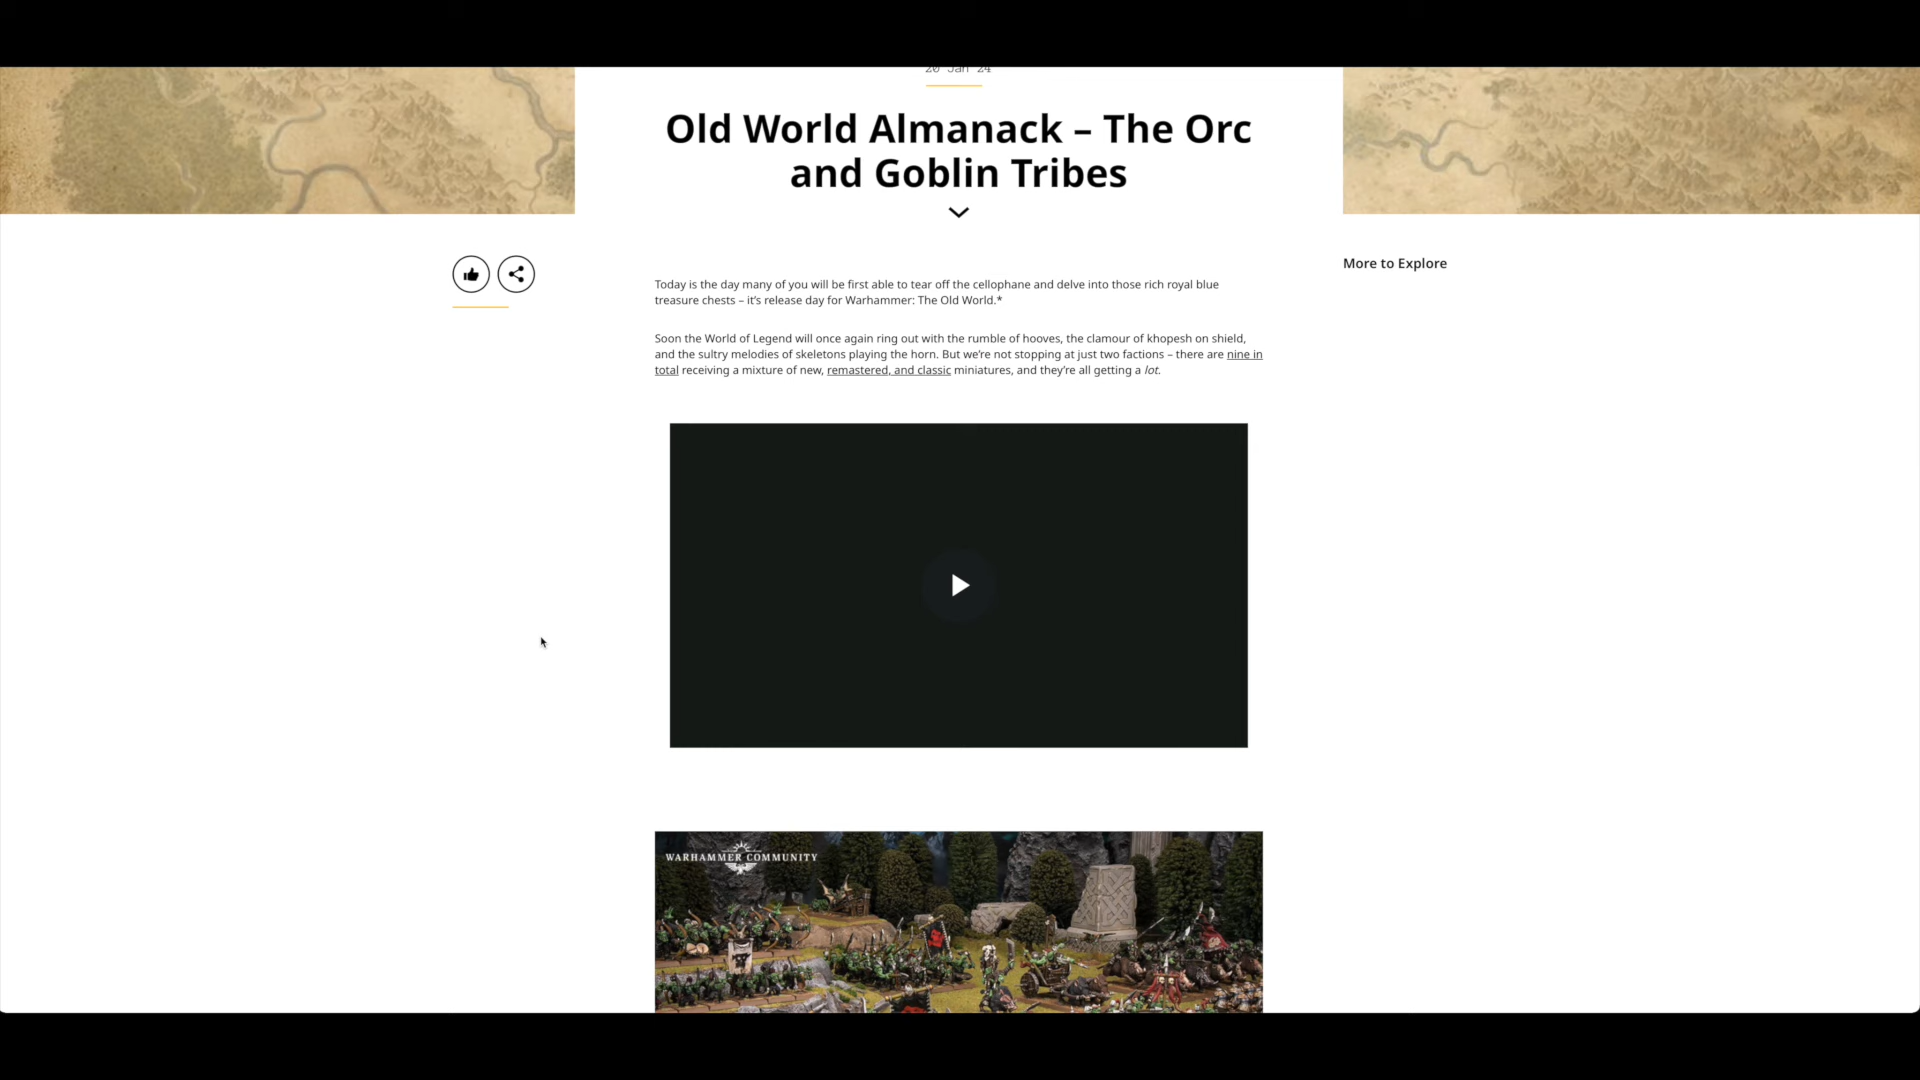 20 Jan 24
Old World Almanack – The Orc
and Goblin Tribes
More to Explore
Today is the day many of you will be first able to tear off the cellophane and delve into those rich royal blue
treasure chests – it’s release day for Warhammer: The Old World.*
Soon the World of Legend will once again ring out with the rumble of hooves, the clamour of khopesh on shield,
and the sultry melodies of skeletons playing the horn. But we’re not stopping at just two factions – there are nine in
total receiving a mixture of new, remastered, and classic miniatures, and they’re all getting a lot.
WARHAMMER COMMUNITY